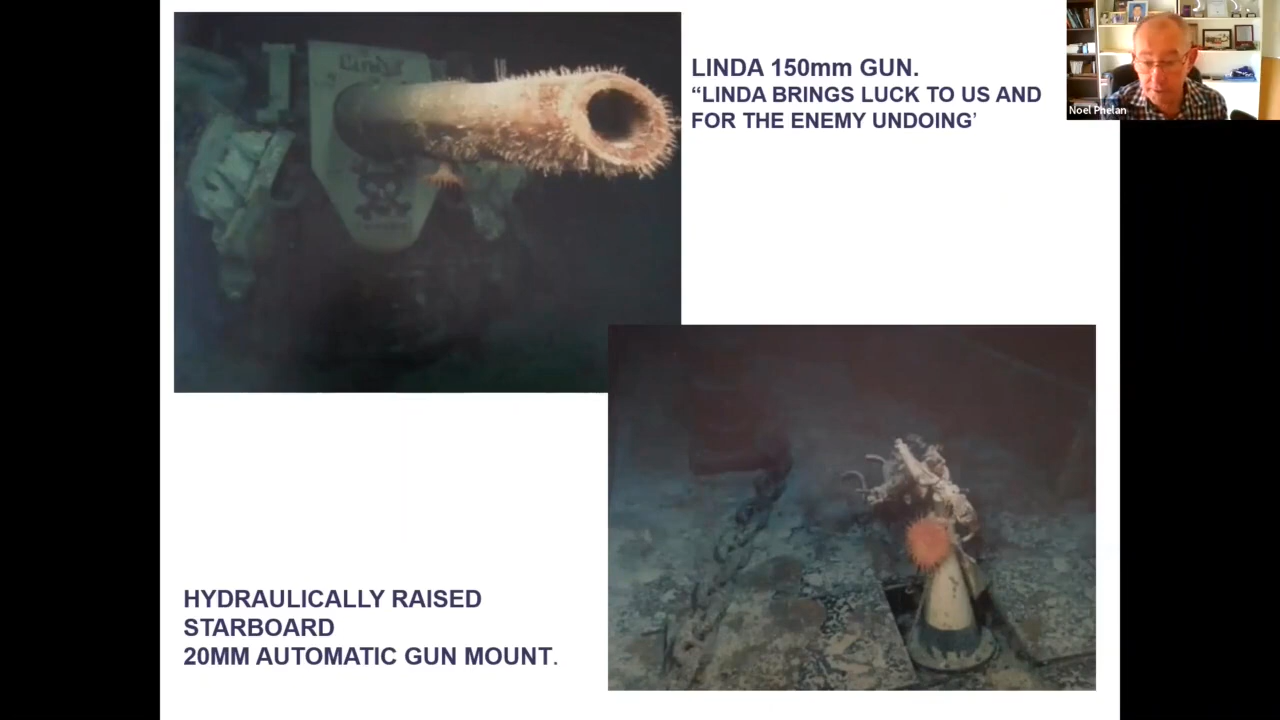 LINDA 150mm GUN.
“LINDA BRINGS LUCK TO US AND
FOR THE ENEMY UNDOING’
Noel Phelan
Linda
HYDRAULICALLY RAISED
STARBOARD
20MM AUTOMATIC GUN MOUNT.